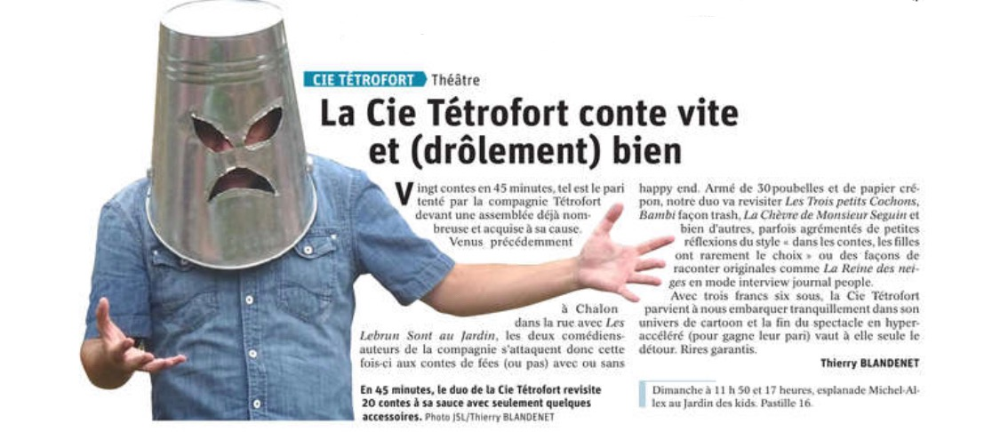 CIE TÉTROFORT Théâtre
La Cie Tétrofort conte vite
et (drôlement) bien
Vingt contes en 45 minutes, tel est le pari
tenté par la compagnie Tétrofort
devant une assemblée déjà nom-
breuse et acquise à sa cause.
Venus précédemment
à Chalon
dans la rue avec Les
Lebrun Sont au Jardin, les deux comédiens-
auteurs de la compagnie s'attaquent donc cette
fois-ci aux contes de fées (ou pas) avec ou sans
happy end. Armé de 30 poubelles et de papier cré-
pon, notre duo va revisiter Les Trois petits Cochons,
Bambi façon trash, La Chèvre de Monsieur Seguin et
bien d'autres, parfois agrémentés de petites
réflexions du style « dans les contes, les filles
ont rarement le choix » ou des façons de
raconter originales comme La Reine des nei-
ges en mode interview journal people.
Avec trois francs six sous, la Cie Tétrofort
parvient à nous embarquer tranquillement dans son
univers de cartoon et la fin du spectacle en hyper-
accéléré (pour gagne leur pari) vaut à elle seule le
détour. Rires garantis.
Thierry BLANDENET
En 45 minutes, le duo de la Cie Tétrofort revisite
20 contes à sa sauce avec seulement quelques
accessoires. Photo JSL/Thierry BLANDENET
Dimanche à 11 h 50 et 17 heures, esplanade Michel-Al-
lex au Jardin des kids. Pastille 16.